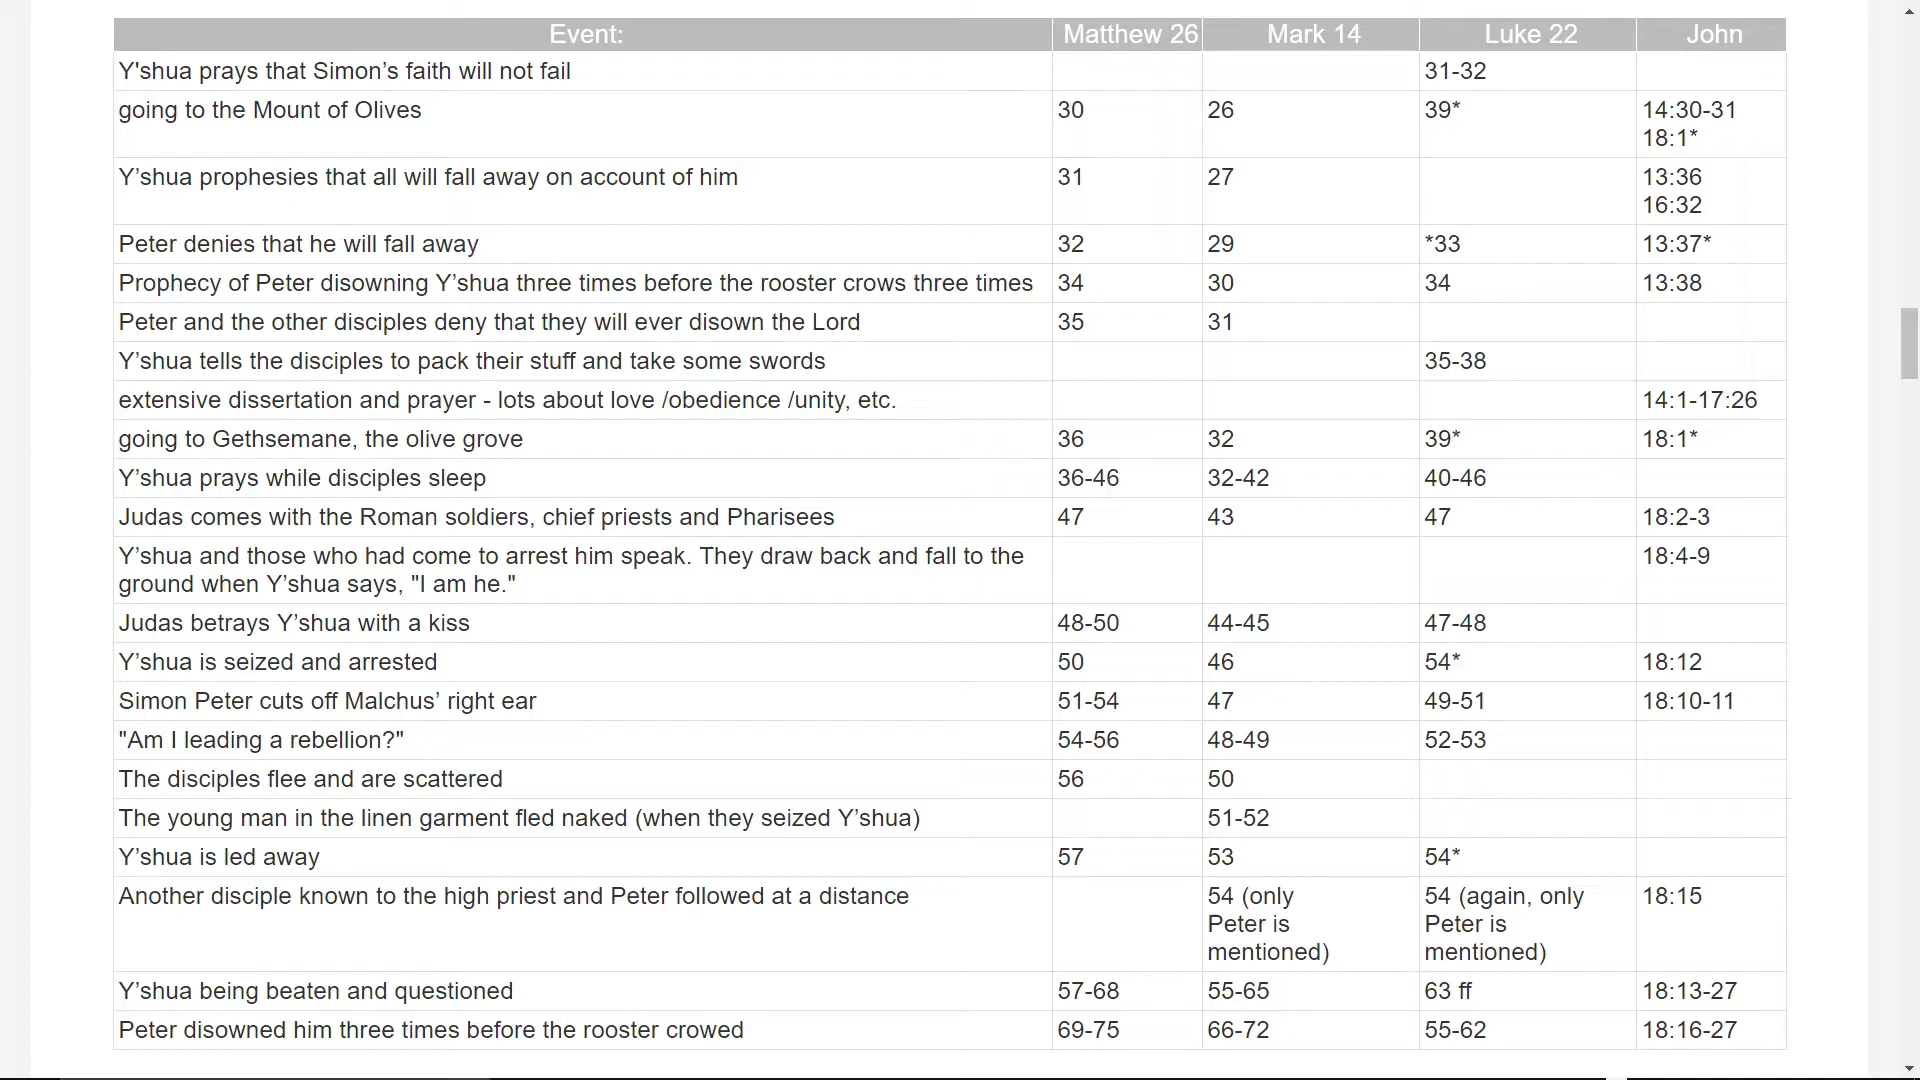 Event: Matthew 26 Mark 14 Luke 22 John
Y'shua prays that Simon’s faith will not fail 31-32
going to the Mount of Olives 30 26 39* 14:30-31
18:1*
Y’shua prophesies that all will fall away on account of him 31 27 13:36
16:32
Peter denies that he will fall away 32 29 *33 13:37*
Prophecy of Peter disowning Y’shua three times before the rooster crows three times 34 30 34 13:38
Peter and the other disciples deny that they will ever disown the Lord 35 31
Y’shua tells the disciples to pack their stuff and take some swords 35-38
extensive dissertation and prayer - lots about love /obedience /unity, etc. 14:1-17:26
going to Gethsemane, the olive grove 36 32 39* 18:1*
Y’shua prays while disciples sleep 36-46 32-42 40-46
Judas comes with the Roman soldiers, chief priests and Pharisees 47 43 47 18:2-3
Y’shua and those who had come to arrest him speak. They draw back and fall to the 18:4-9
ground when Y’shua says, "I am he."
Judas betrays Y’shua with a kiss 48-50 44-45 47-48
Y’shua is seized and arrested 50 46 54* 18:12
Simon Peter cuts off Malchus’ right ear 51-54 47 49-51 18:10-11
"Am I leading a rebellion?" 54-56 48-49 52-53
The disciples flee and are scattered 56 50
The young man in the linen garment fled naked (when they seized Y’shua) 51-52
Y’shua is led away 57 53 54*
Another disciple known to the high priest and Peter followed at a distance 54 (only 54 (again, only 18:15
Peter is Peter is
mentioned) mentioned)
Y’shua being beaten and questioned 57-68 55-65 63 ff 18:13-27
Peter disowned him three times before the rooster crowed 69-75 66-72 55-62 18:16-27